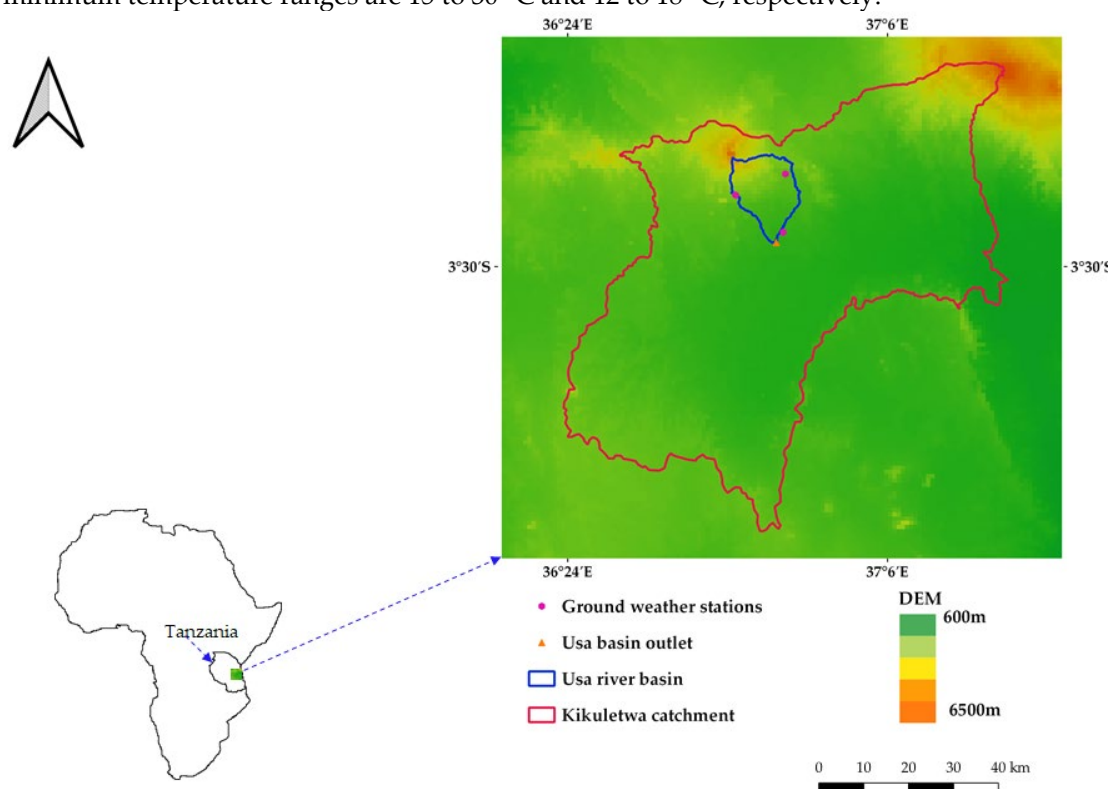 minimum temperature ranges are 15 to 30 °C and 12 to 18 °C, respectively.
36°24′E 37°6′E
3°30′S 3°30′S
36°24′E 37°6′E
Tanzania
Ground weather stations
Usa basin outlet
Usa river basin
Kikuletwa catchment
DEM
600m
6500m
0 10 20 30 40 km